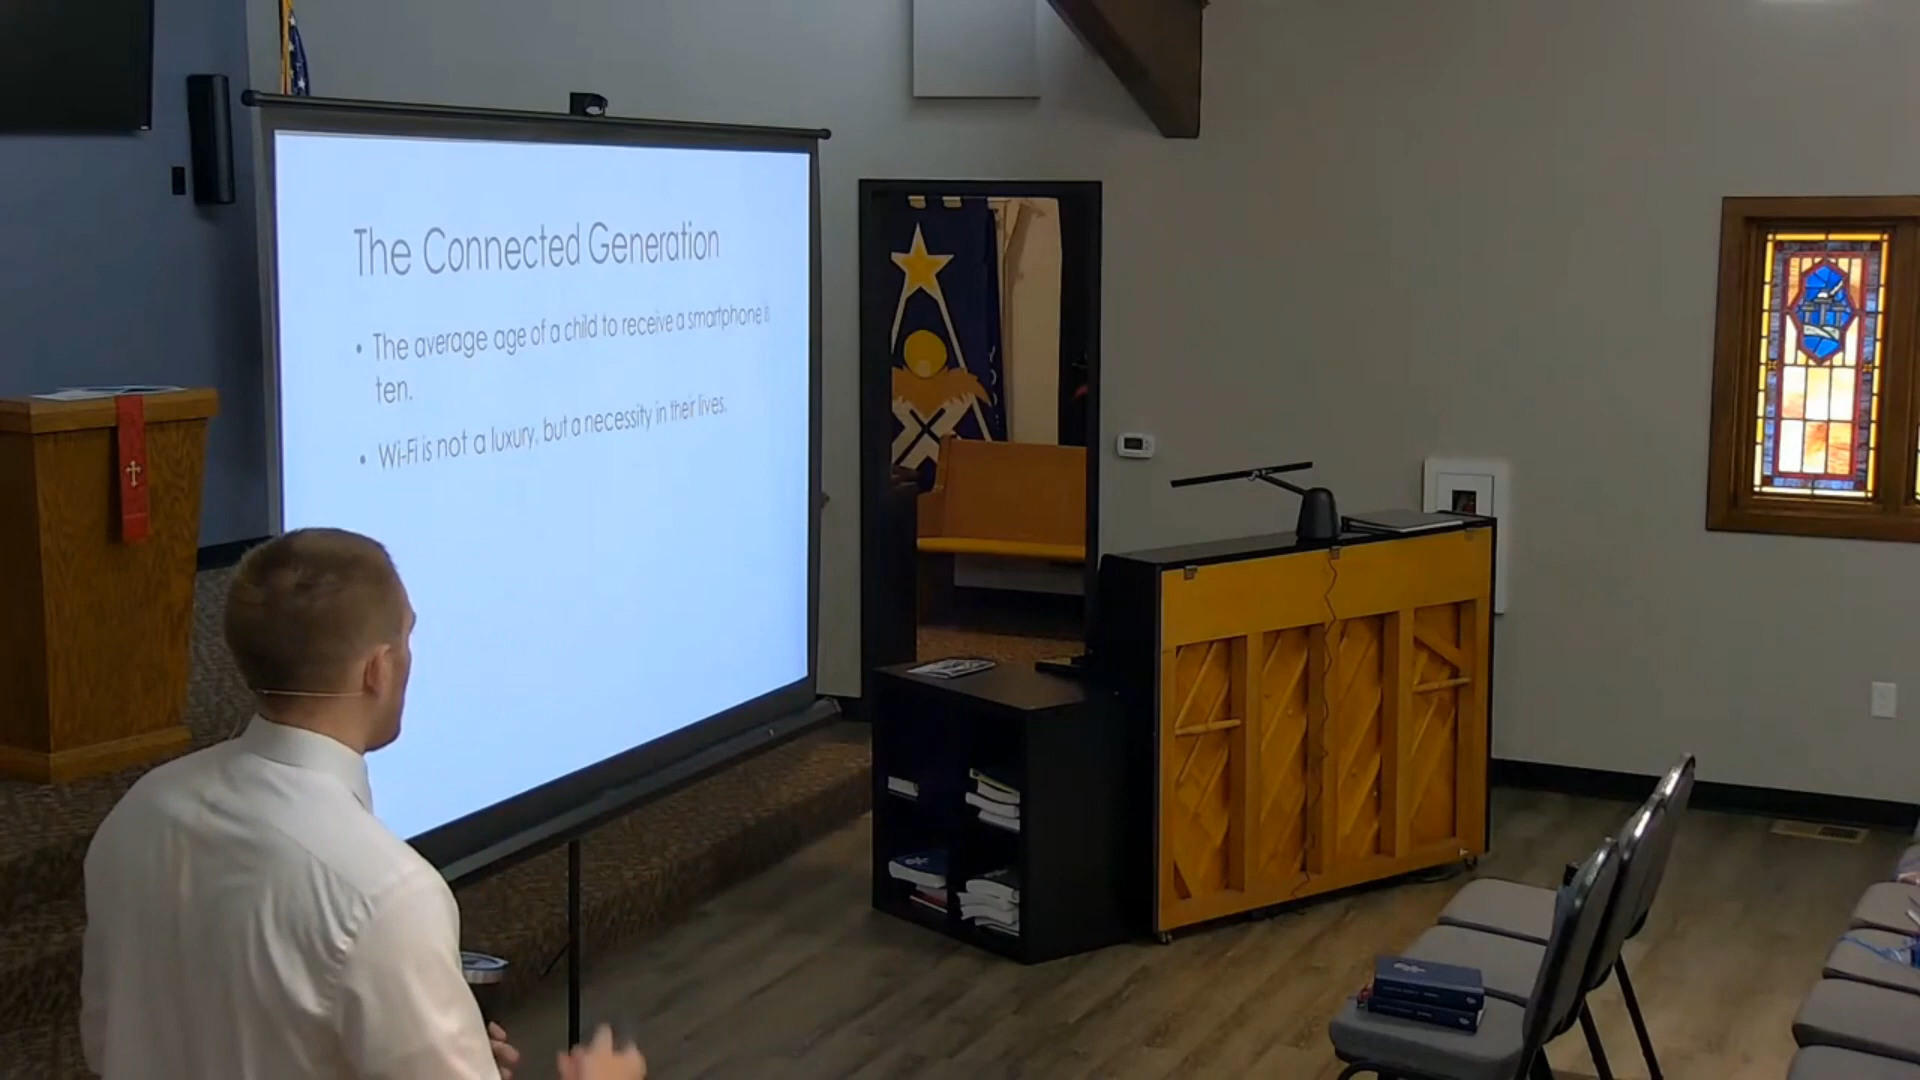 The Connected Generation
• The average age of a child to receive a smartphone is
ten.
• Wi-Fi is not a luxury, but a necessity in their lives.